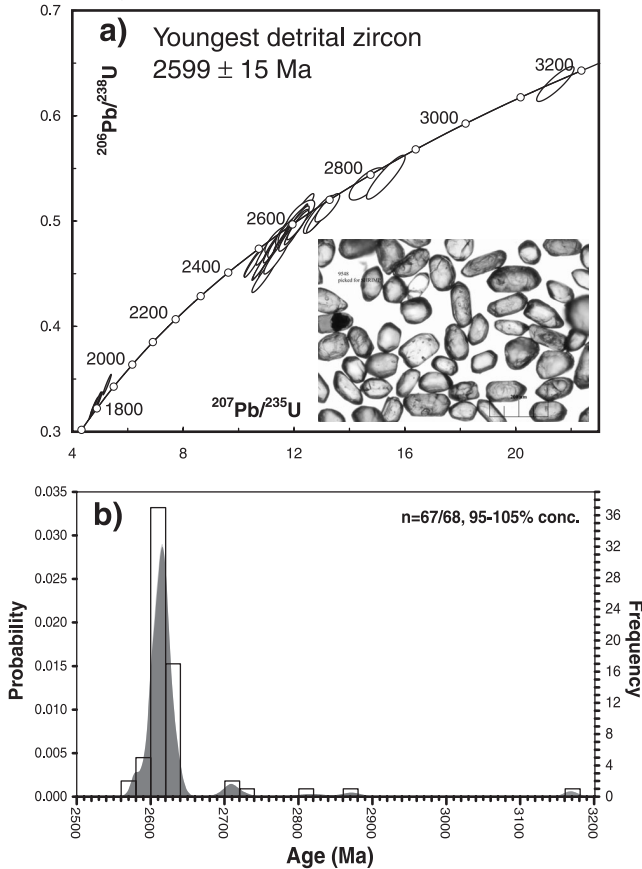 a) Youngest detrital zircon
2599 ± 15 Ma
²⁰⁶Pb/²³⁸U
0.7
0.6
0.5
0.4
0.3
3200
3000
2800
2600
2400
2200
2000
1800
²⁰⁷Pb/²³⁵U
9548
4 8 12 16 20
b)
n=67/68, 95-105% conc.
Probability
0.035
0.030
0.025
0.020
0.015
0.010
0.005
0.000
Frequency
36
32
28
24
20
16
12
8
4
0
2500 2600 2700 2800 2900 3000 3100 3200
Age (Ma)